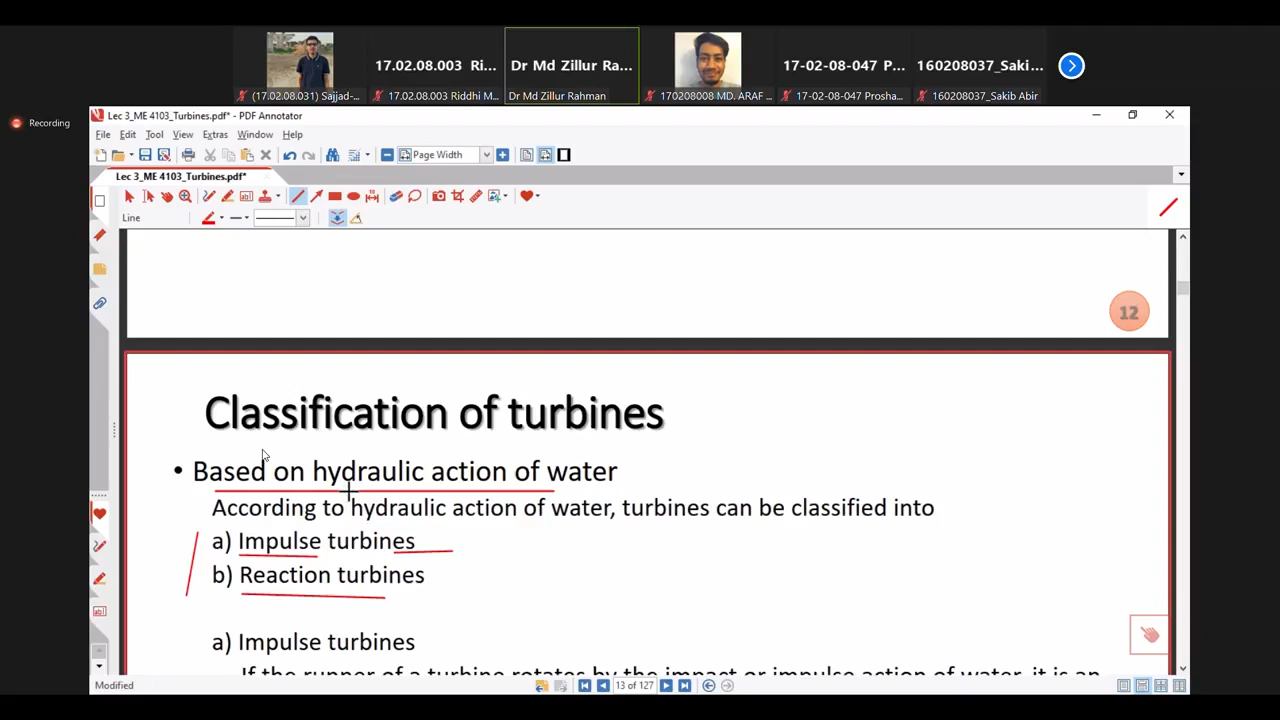 17.02.08.003 Ri...
Dr Md Zillur Ra...
17-02-08-047 P...
160208037_Saki...
(17.02.08.031) Sajjad-...
17.02.08.003 Riddhi M...
Dr Md Zillur Rahman
170208008 MD. ARAF ...
17-02-08-047 Prosha...
160208037_Sakib Abir
Recording
Lec 3_ME 4103_Turbines.pdf* - PDF Annotator
File Edit Tool View Extras Window Help
Page Width
Lec 3_ME 4103_Turbines.pdf*
Line
12
Classification of turbines
• Based on hydraulic action of water
According to hydraulic action of water, turbines can be classified into
a) Impulse turbines
b) Reaction turbines
a) Impulse turbines
If the runner of a turbine rotates by the impact or impulse action of water, it is an
Modified
13 of 127